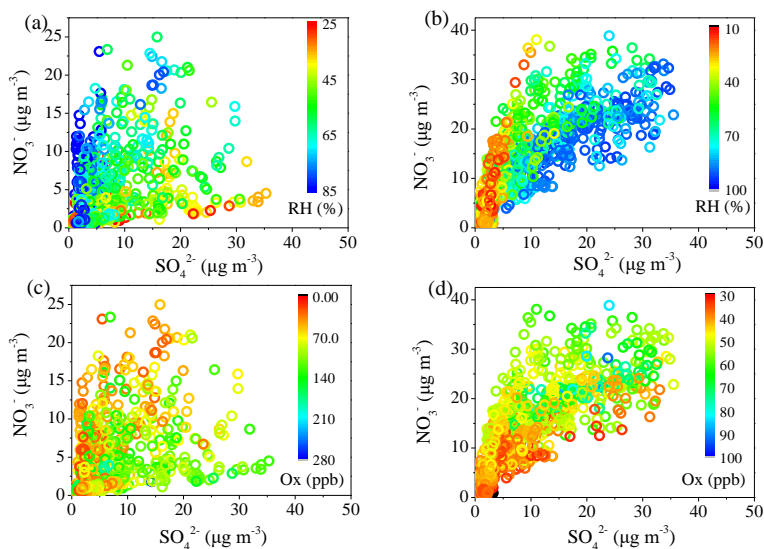 (a)
NO₃⁻ (μg m⁻³)
25
20
15
10
5
0
0 10 20 30 40 50
SO₄²⁻ (μg m⁻³)
25
45
65
85
RH (%)
(b)
NO₃⁻ (μg m⁻³)
40
30
20
10
0
0 10 20 30 40 50
SO₄²⁻ (μg m⁻³)
10
40
70
100
RH (%)
(c)
NO₃⁻ (μg m⁻³)
25
20
15
10
5
0
0 10 20 30 40 50
SO₄²⁻ (μg m⁻³)
0.00
70.0
140
210
280
Ox (ppb)
(d)
NO₃⁻ (μg m⁻³)
40
30
20
10
0
0 10 20 30 40 50
SO₄²⁻ (μg m⁻³)
30
40
50
60
70
80
90
100
Ox (ppb)